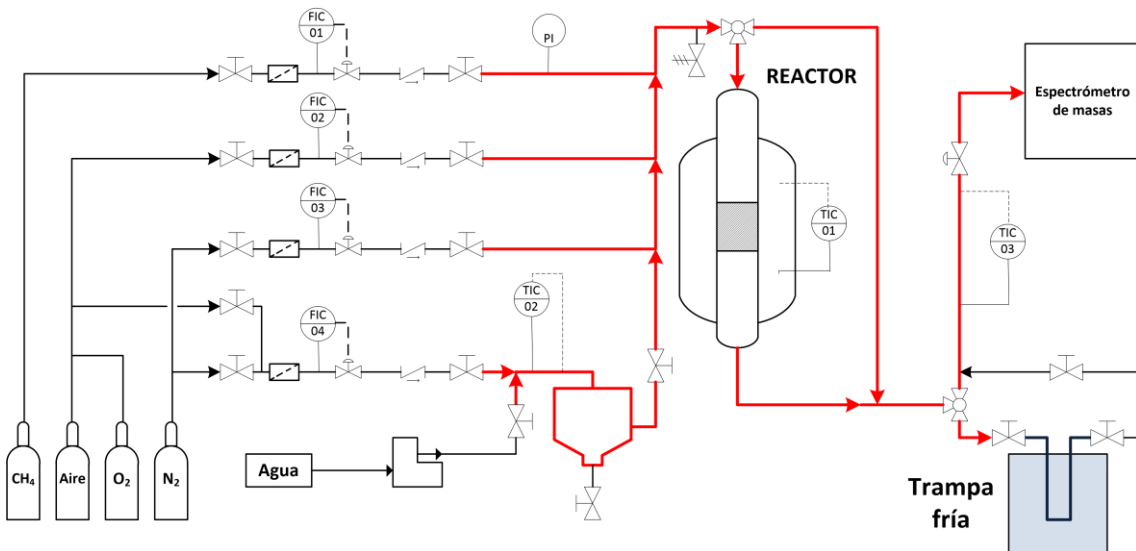 FIC
01
PI
REACTOR
Espectrómetro
de masas
FIC
02
FIC
03
TIC
01
TIC
03
TIC
02
FIC
04
CH₄
Aire
O₂
N₂
Agua
Trampa
fría